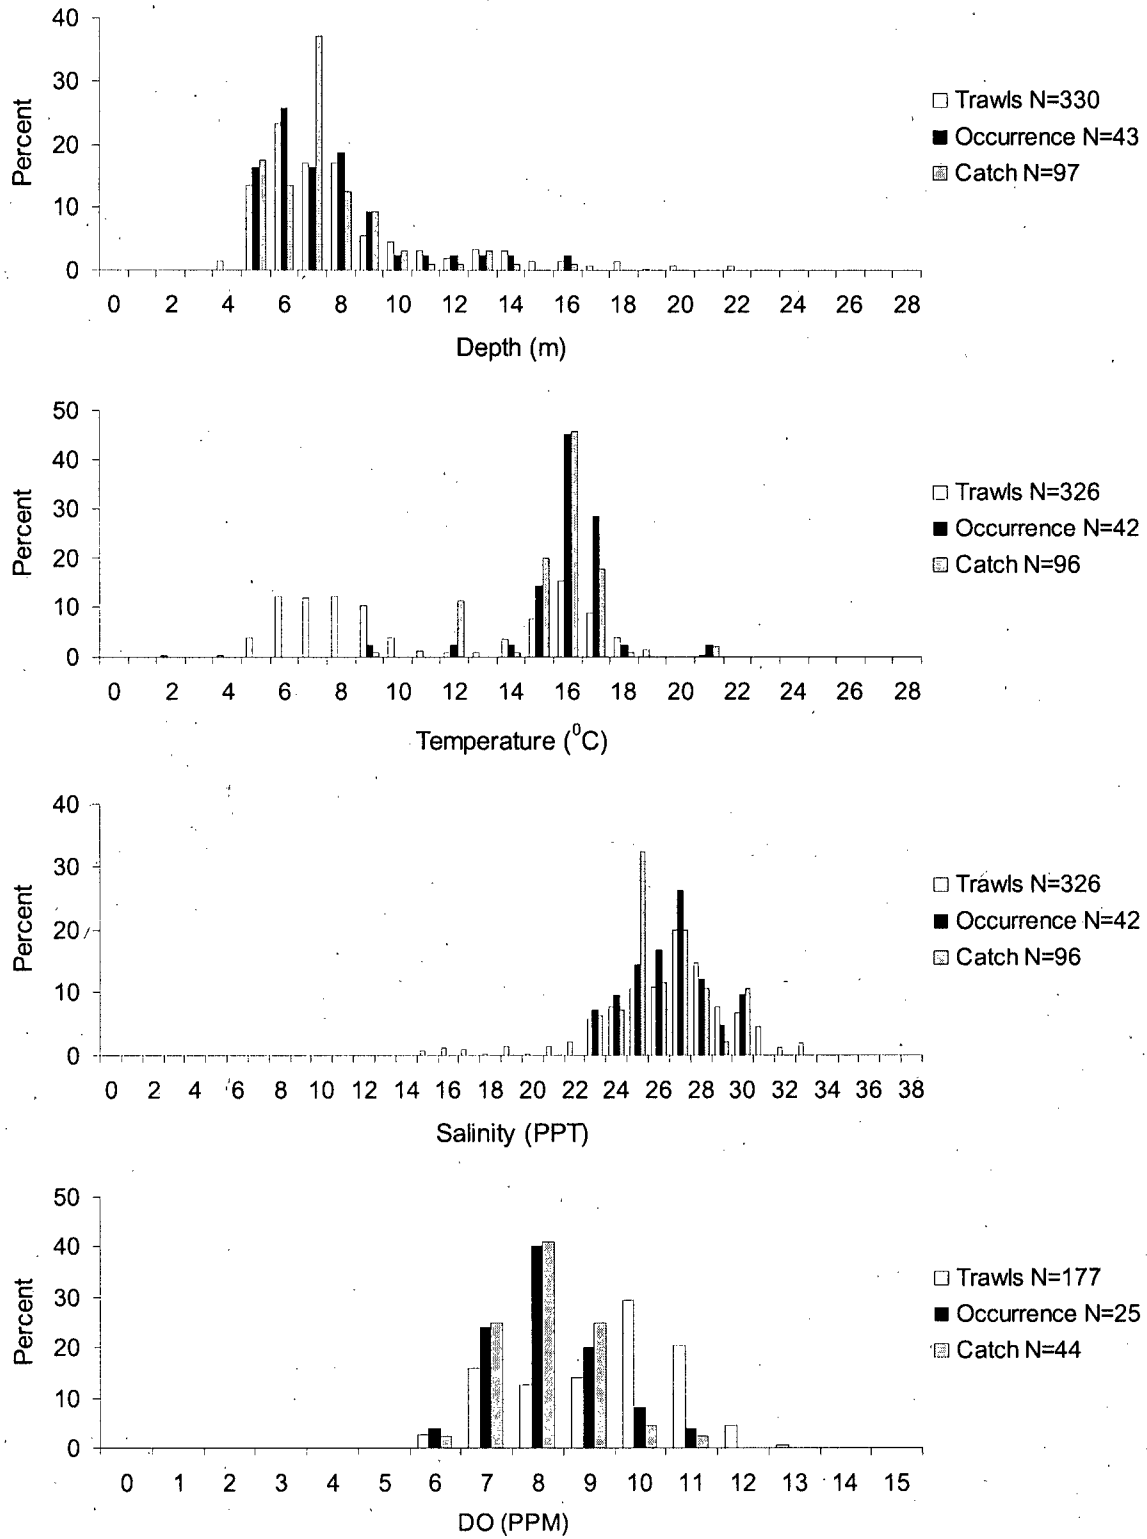 40
30
20
10
0
Percent
0 2 4 6 8 10 12 14 16 18 20 22 24 26 28
Depth (m)
Trawls N=330
Occurrence N=43
Catch N=97
50
40
30
20
10
0
Percent
0 2 4 6 8 10 12 14 16 18 20 22 24 26 28
Temperature (⁰C)
Trawls N=326
Occurrence N=42
Catch N=96
40
30
20
10
0
Percent
0 2 4 6 8 10 12 14 16 18 20 22 24 26 28 30 32 34 36 38
Salinity (PPT)
Trawls N=326
Occurrence N=42
Catch N=96
50
40
30
20
10
0
Percent
0 1 2 3 4 5 6 7 8 9 10 11 12 13 14 15
DO (PPM)
Trawls N=177
Occurrence N=25
Catch N=44